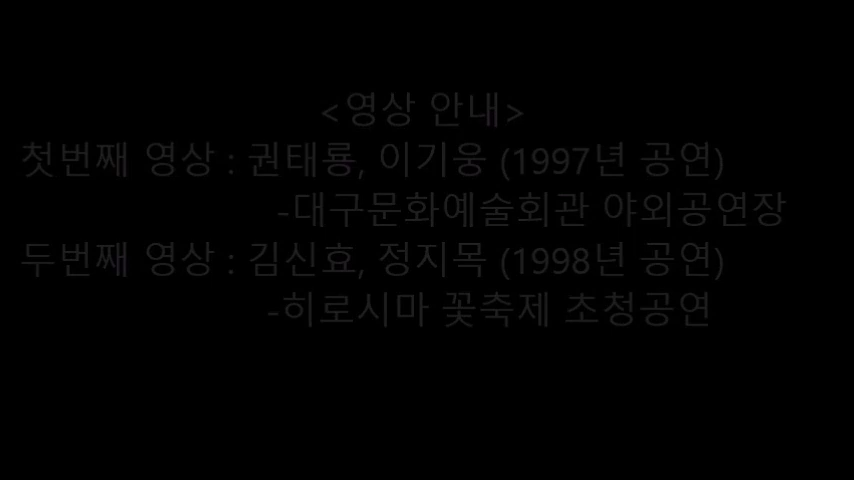 <영상 안내>
첫번째 영상 : 권태룡, 이기웅 (1997년 공연)
-대구문화예술회관 야외공연장
두번째 영상 : 김신효, 정지목 (1998년 공연)
-히로시마 꽃축제 초청공연